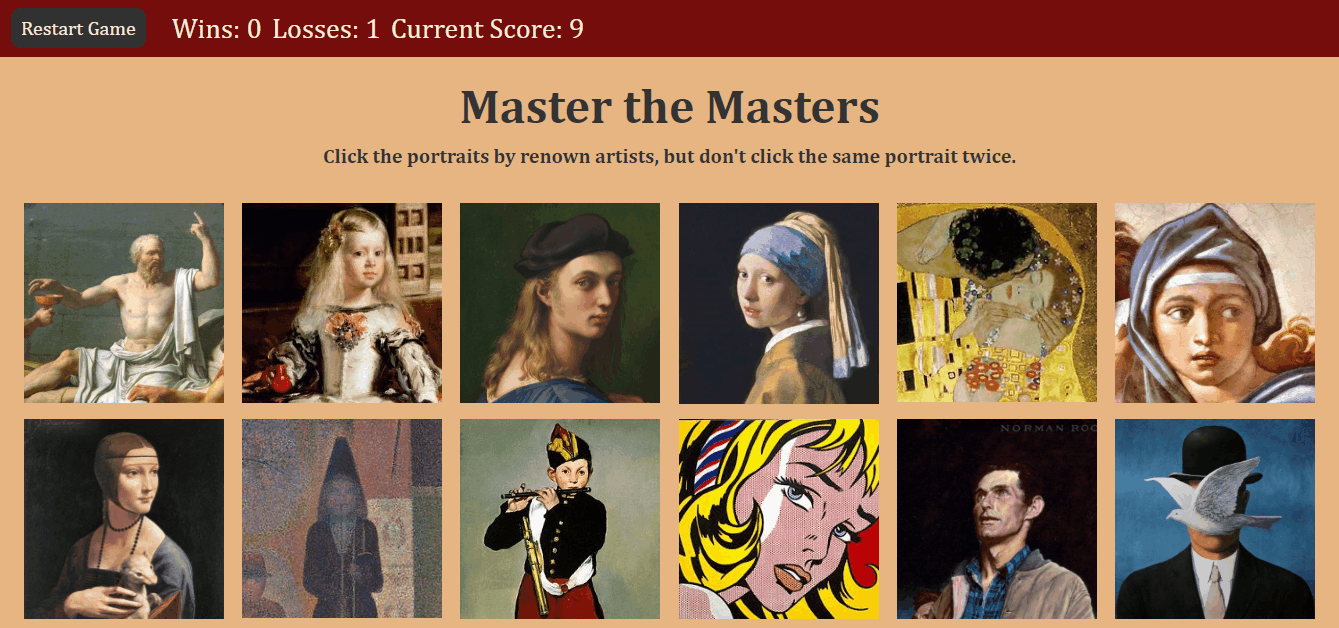 Restart Game Wins: 0 Losses: 1 Current Score: 9
Master the Masters
Click the portraits by renown artists, but don't click the same portrait twice.
NORMAN ROC